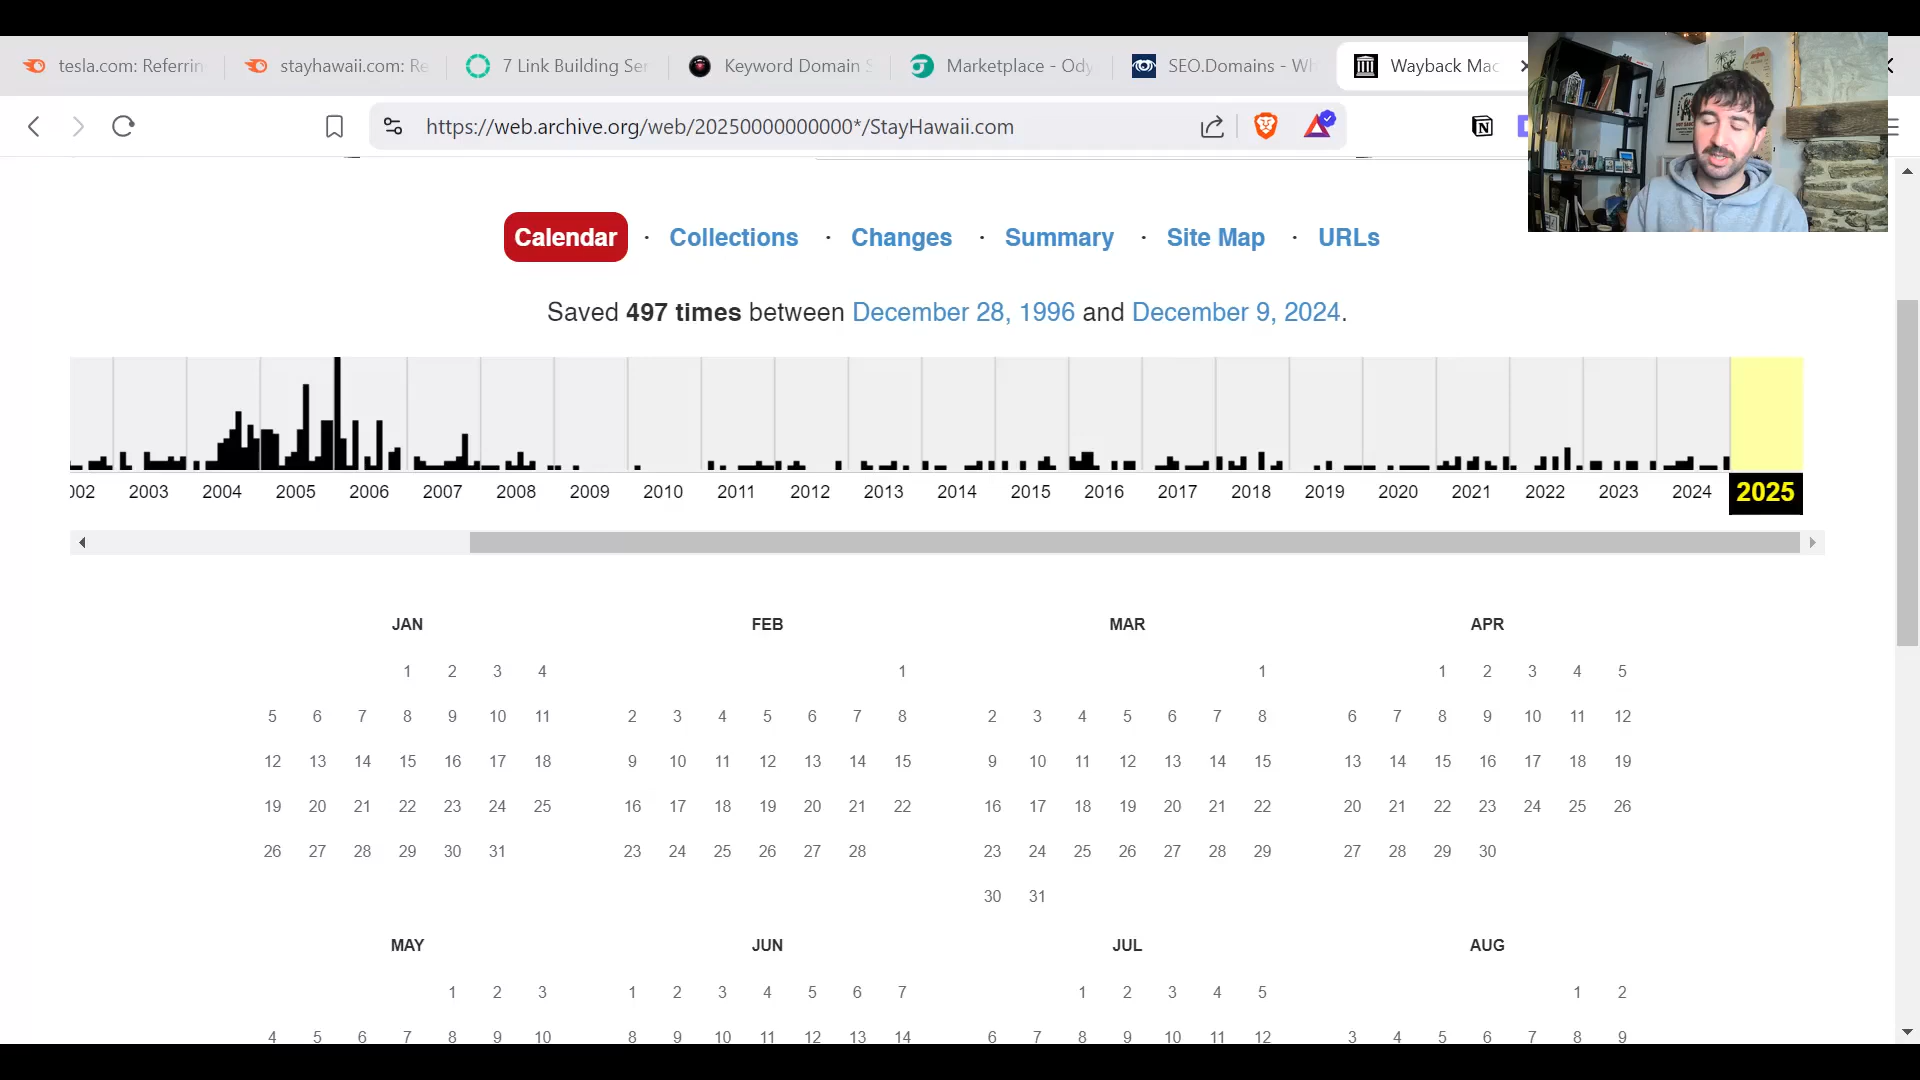 tesla.com: Referrin
stayhawaii.com: Re
7 Link Building Ser
Keyword Domain S
Marketplace - Ody
SEO.Domains - Wh
Wayback Mac
https://web.archive.org/web/20250000000000*/StayHawaii.com
Calendar · Collections · Changes · Summary · Site Map · URLs
Saved 497 times between December 28, 1996 and December 9, 2024.
002 2003 2004 2005 2006 2007 2008 2009 2010 2011 2012 2013 2014 2015 2016 2017 2018 2019 2020 2021 2022 2023 2024 2025
JAN FEB MAR APR
1 2 3 4 1 1 1 2 3 4 5
5 6 7 8 9 10 11 2 3 4 5 6 7 8 2 3 4 5 6 7 8 6 7 8 9 10 11 12
12 13 14 15 16 17 18 9 10 11 12 13 14 15 9 10 11 12 13 14 15 13 14 15 16 17 18 19
19 20 21 22 23 24 25 16 17 18 19 20 21 22 16 17 18 19 20 21 22 20 21 22 23 24 25 26
26 27 28 29 30 31 23 24 25 26 27 28 23 24 25 26 27 28 29 27 28 29 30
30 31
MAY JUN JUL AUG
1 2 3 1 2 3 4 5 6 7 1 2 3 4 5 1 2
4 5 6 7 8 9 10 8 9 10 11 12 13 14 6 7 8 9 10 11 12 3 4 5 6 7 8 9